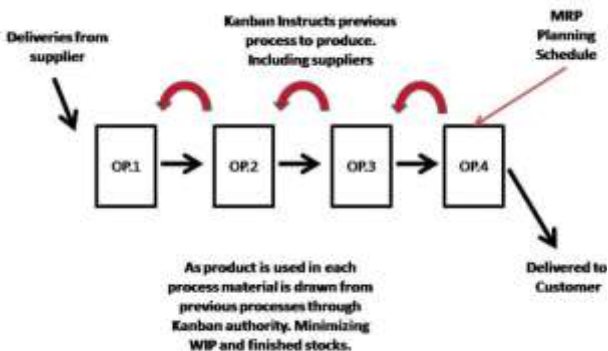 Deliveries from
supplier
Kanban Instructs previous
process to produce.
Including suppliers
MRP
Planning
Schedule
OP.1
OP.2
OP.3
OP.4
As product is used in each
process material is drawn from
previous processes through
Kanban authority. Minimizing
WIP and finished stocks.
Delivered to
Customer